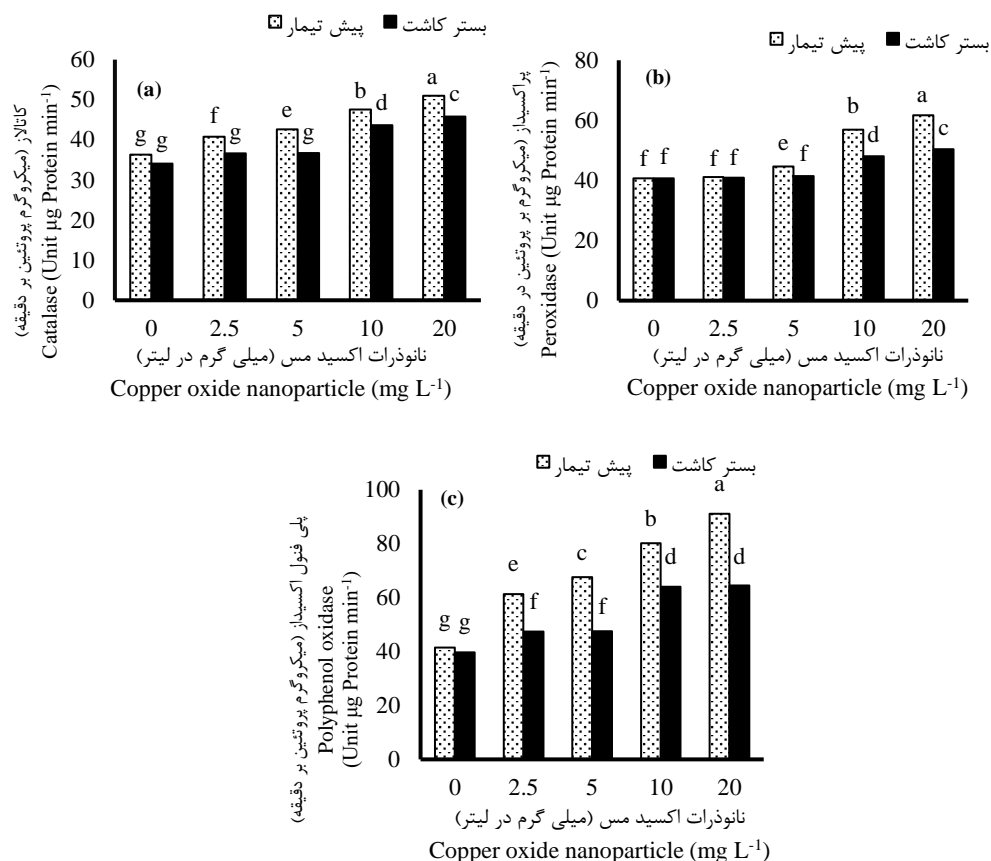 پیش تیمار بستر کاشت
(a)
60
50
40
30
20
10
0
g g f g e g b d a c
0 2.5 5 10 20
کاتالاز (میکروگرم پروتئین بر دقیقه)
Catalase (Unit µg Protein min-1)
نانوذرات اکسید مس (میلی گرم در لیتر)
Copper oxide nanoparticle (mg L-1)
پیش تیمار بستر کاشت
(b)
80
60
40
20
0
f f f f e f b d a c
0 2.5 5 10 20
پراکسیداز (میکروگرم بر پروتئین در دقیقه)
Peroxidase (Unit µg Protein min-1)
نانوذرات اکسید مس (میلی گرم در لیتر)
Copper oxide nanoparticle (mg L-1)
پیش تیمار بستر کاشت
(c)
100
80
60
40
20
0
g g e f c f b d a d
0 2.5 5 10 20
پلی فنول اکسیداز (میکروگرم پروتئین بر دقیقه)
Polyphenol oxidase
(Unit µg Protein min-1)
نانوذرات اکسید مس (میلی گرم در لیتر)
Copper oxide nanoparticle (mg L-1)